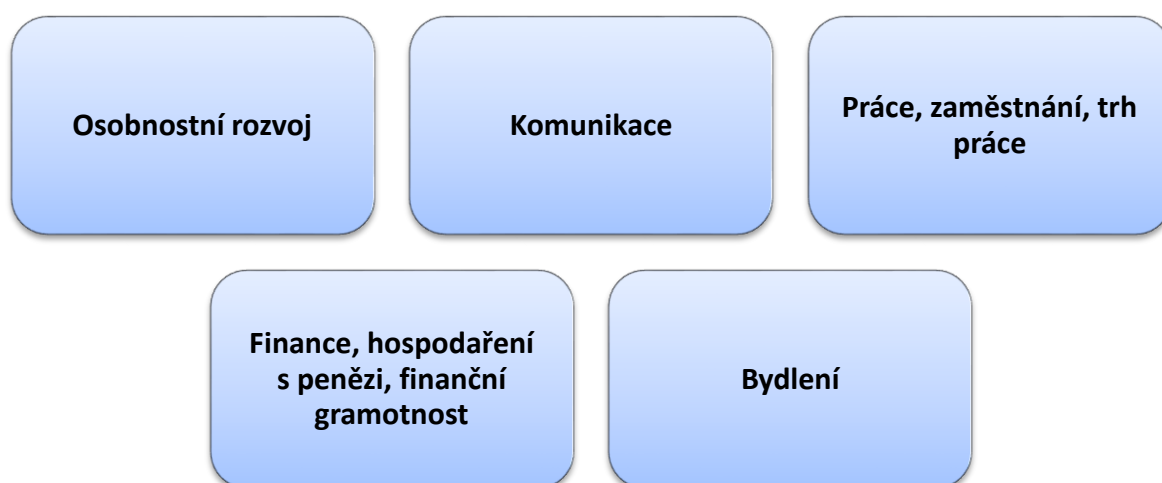 Osobnostní rozvoj
Komunikace
Práce, zaměstnání, trh
práce
Finance, hospodaření
s penězi, finanční
gramotnost
Bydlení